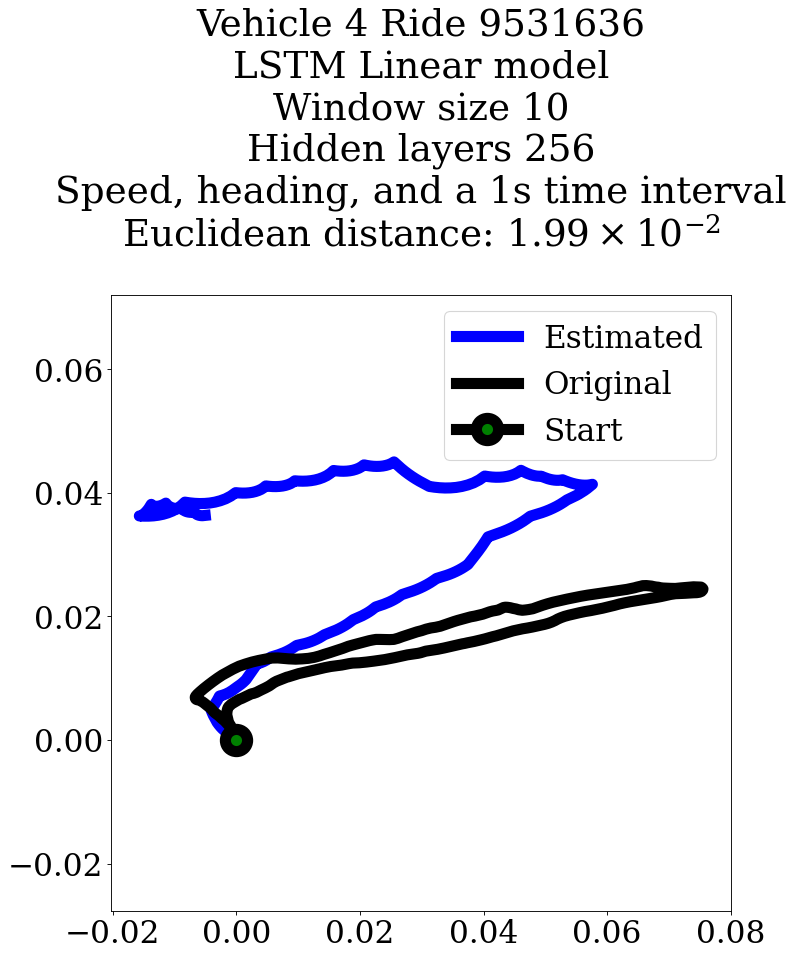 Vehicle 4 Ride 9531636
LSTM Linear model
Window size 10
Hidden layers 256
Speed, heading, and a 1s time interval
Euclidean distance: 1.99 × 10⁻²
Estimated
Original
Start
0.06
0.04
0.02
0.00
−0.02
−0.02 0.00 0.02 0.04 0.06 0.08